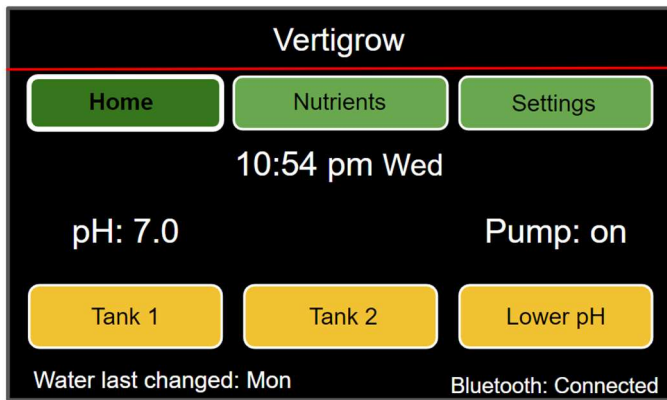 Vertigrow
Home Nutrients Settings
10:54 pm Wed
pH: 7.0 Pump: on
Tank 1 Tank 2 Lower pH
Water last changed: Mon Bluetooth: Connected